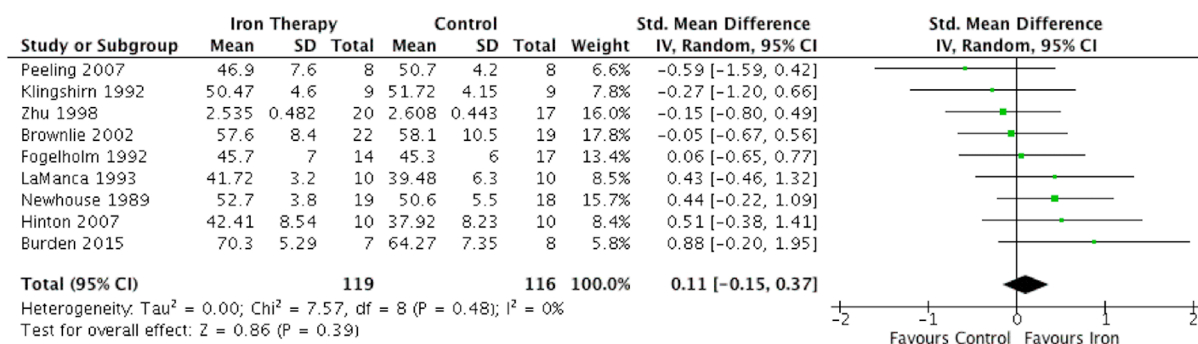 Iron Therapy Control Std. Mean Difference Std. Mean Difference
Study or Subgroup Mean SD Total Mean SD Total Weight IV, Random, 95% CI IV, Random, 95% CI
Peeling 2007 46.9 7.6 8 50.7 4.2 8 6.6% -0.59 [-1.59, 0.42]
Klingshirn 1992 50.47 4.6 9 51.72 4.15 9 7.8% -0.27 [-1.20, 0.66]
Zhu 1998 2.535 0.482 20 2.608 0.443 17 16.0% -0.15 [-0.80, 0.49]
Brownlie 2002 57.6 8.4 22 58.1 10.5 19 17.8% -0.05 [-0.67, 0.56]
Fogelholm 1992 45.7 7 14 45.3 6 17 13.4% 0.06 [-0.65, 0.77]
LaManca 1993 41.72 3.2 10 39.48 6.3 10 8.5% 0.43 [-0.46, 1.32]
Newhouse 1989 52.7 3.8 19 50.6 5.5 18 15.7% 0.44 [-0.22, 1.09]
Hinton 2007 42.41 8.54 10 37.92 8.23 10 8.4% 0.51 [-0.38, 1.41]
Burden 2015 70.3 5.29 7 64.27 7.35 8 5.8% 0.88 [-0.20, 1.95]
Total (95% CI) 119 116 100.0% 0.11 [-0.15, 0.37]
Heterogeneity: Tau² = 0.00; Chi² = 7.57, df = 8 (P = 0.48); I² = 0%
Test for overall effect: Z = 0.86 (P = 0.39)
-2 -1 0 1 2
Favours Control Favours Iron